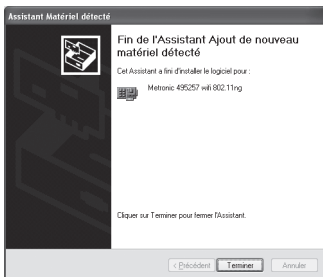 Assistant Matériel détecté
Fin de l'Assistant Ajout de nouveau
matériel détecté
Cet Assistant a fini d'installer le logiciel pour :
Metronic 495257 wifi 802.11ng
Cliquer sur Terminer pour fermer l'Assistant.
< Précédent
Terminer
Annuler